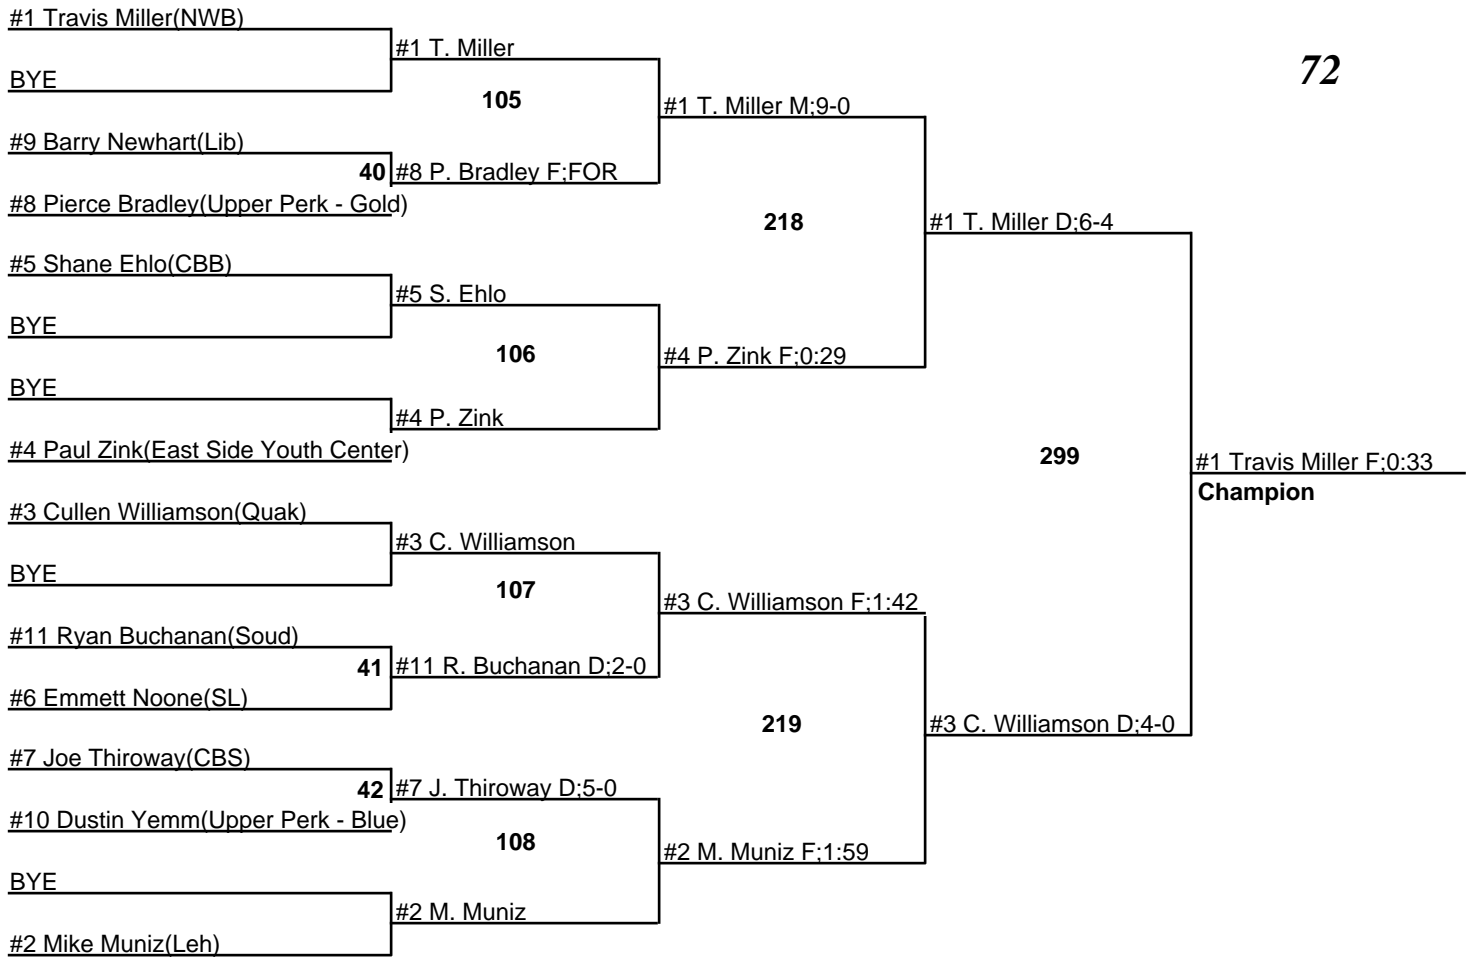 #1 Travis Miller(NWB)
#1 T. Miller
72
BYE
105
#1 T. Miller M;9-0
#9 Barry Newhart(Lib)
40
#8 P. Bradley F;FOR
#8 Pierce Bradley(Upper Perk - Gold)
218
#1 T. Miller D;6-4
#5 Shane Ehlo(CBB)
#5 S. Ehlo
BYE
106
#4 P. Zink F;0:29
BYE
#4 P. Zink
#4 Paul Zink(East Side Youth Center)
299
#1 Travis Miller F;0:33
Champion
#3 Cullen Williamson(Quak)
#3 C. Williamson
BYE
107
#3 C. Williamson F;1:42
#11 Ryan Buchanan(Soud)
41
#11 R. Buchanan D;2-0
#6 Emmett Noone(SL)
219
#3 C. Williamson D;4-0
#7 Joe Thiroway(CBS)
42
#7 J. Thiroway D;5-0
#10 Dustin Yemm(Upper Perk - Blue)
108
#2 M. Muniz F;1:59
BYE
#2 M. Muniz
#2 Mike Muniz(Leh)